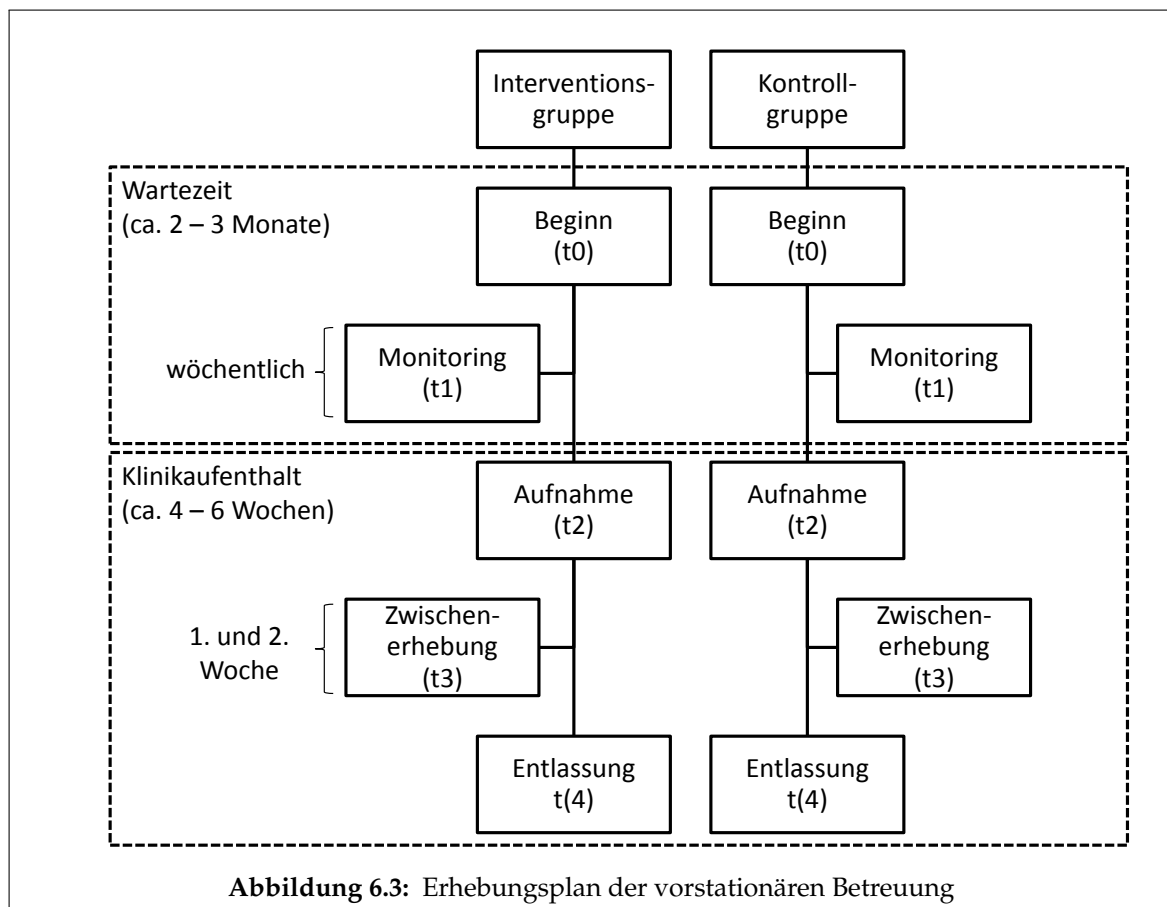 Interventions-
gruppe
Kontroll-
gruppe
Wartezeit
(ca. 2 – 3 Monate)
Beginn
(t0)
Beginn
(t0)
wöchentlich
Monitoring
(t1)
Monitoring
(t1)
Klinikaufenthalt
(ca. 4 – 6 Wochen)
Aufnahme
(t2)
Aufnahme
(t2)
1. und 2.
Woche
Zwischen-
erhebung
(t3)
Zwischen-
erhebung
(t3)
Entlassung
t(4)
Entlassung
t(4)
Abbildung 6.3: Erhebungsplan der vorstationären Betreuung